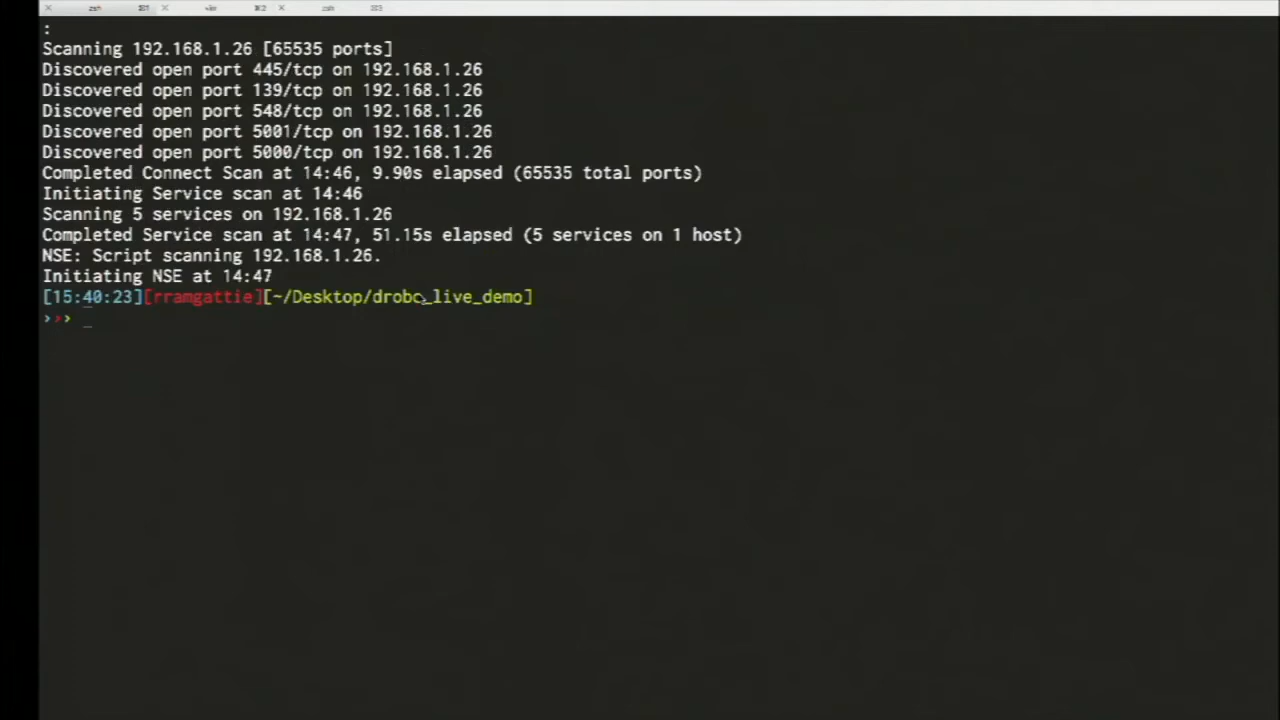 zsh ⌘1 vim ⌘2 zsh ⌘3
:
Scanning 192.168.1.26 [65535 ports]
Discovered open port 445/tcp on 192.168.1.26
Discovered open port 139/tcp on 192.168.1.26
Discovered open port 548/tcp on 192.168.1.26
Discovered open port 5001/tcp on 192.168.1.26
Discovered open port 5000/tcp on 192.168.1.26
Completed Connect Scan at 14:46, 9.90s elapsed (65535 total ports)
Initiating Service scan at 14:46
Scanning 5 services on 192.168.1.26
Completed Service scan at 14:47, 51.15s elapsed (5 services on 1 host)
NSE: Script scanning 192.168.1.26.
Initiating NSE at 14:47
[15:40:23][rramgattie][~/Desktop/drobo_live_demo]
››› _